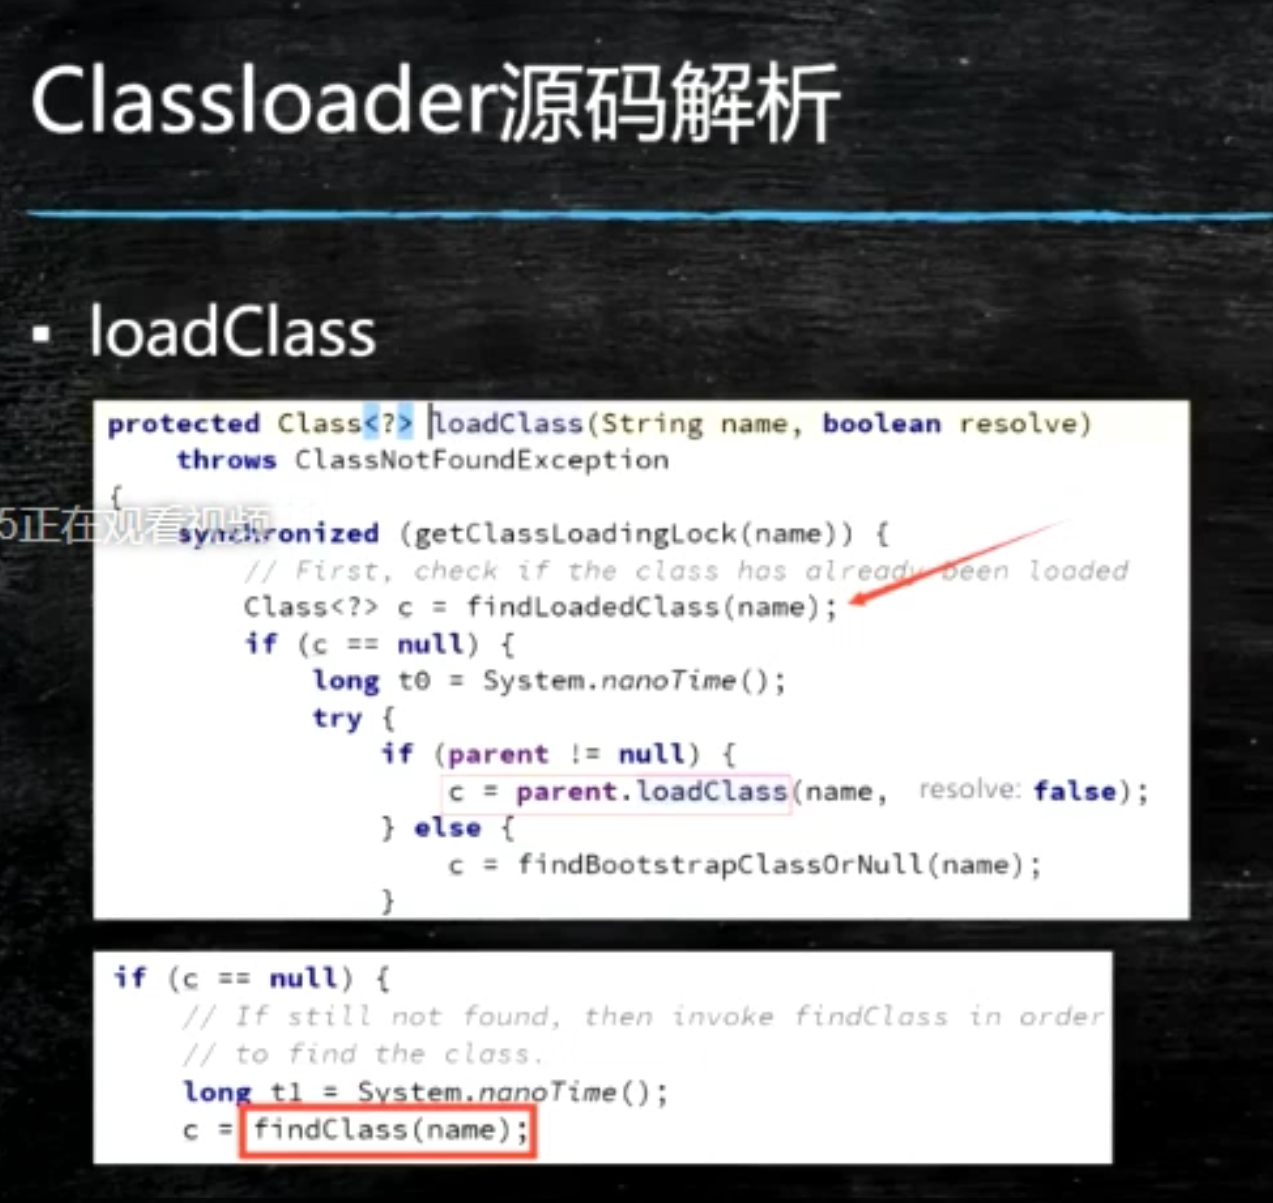 Classloader源码解析
▪ loadClass
protected Class<?> loadClass(String name, boolean resolve)
throws ClassNotFoundException
{
5正在观看视频
synchronized (getClassLoadingLock(name)) {
// First, check if the class has already been loaded
Class<?> c = findLoadedClass(name);
if (c == null) {
long t0 = System.nanoTime();
try {
if (parent != null) {
c = parent.loadClass(name, resolve: false);
} else {
c = findBootstrapClassOrNull(name);
}
if (c == null) {
// If still not found, then invoke findClass in order
// to find the class.
long t1 = System.nanoTime();
c = findClass(name);